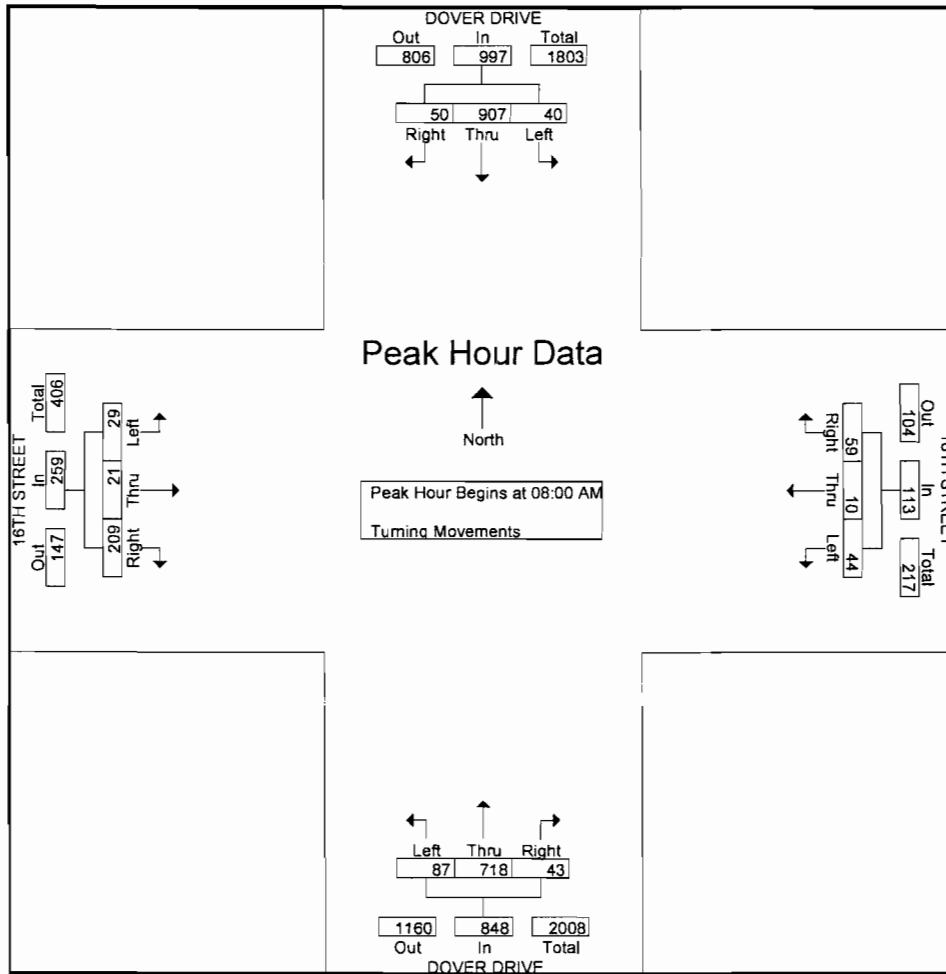 DOVER DRIVE
Out In Total
806 997 1803
50 907 40
Right Thru Left
Peak Hour Data
North
Peak Hour Begins at 08:00 AM
Turning Movements
16TH STREET
Out In Total
147 259 406
29 21 209
Left Thru Right
Right Thru Left
59 10 44
Out In Total
104 113 217
STREET
Left Thru Right
87 718 43
1160 848 2008
Out In Total
DOVER DRIVE